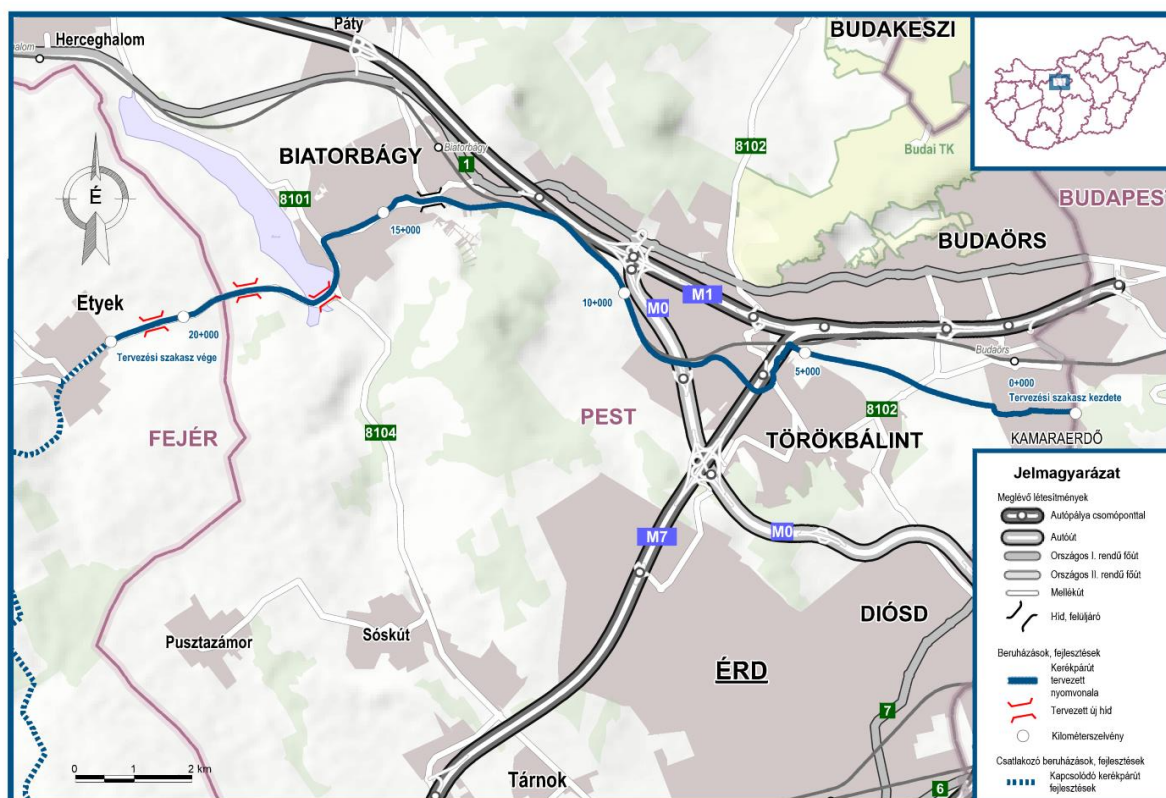 Páty
Herceghalom
BUDAKESZI
BIATORBÁGY
Biatorbágy
1
8102
Budai TK
BUDAPEST
8101
É
15+000
BUDAÖRS
Etyek
20+000
Tervezési szakasz vége
10+000
M0
M1
Budaörs
5+000
0+000
Tervezési szakasz kezdete
8102
FEJÉR
PEST
8104
TÖRÖKBÁLINT
KAMARAERDŐ
M7
M0
Pusztazámor
Sóskút
DIÓSD
ÉRD
7
0 1 2 km
Tárnok
6
Jelmagyarázat
Meglévő létesítmények
Autópálya csomóponttal
Autóút
Országos I. rendű főút
Országos II. rendű főút
Mellékút
Híd, felüljáró
Beruházások, fejlesztések
Kerékpárút
tervezett
nyomvonala
Tervezett új híd
Kilométerszelvény
Csatlakozó beruházások, fejlesztések
Kapcsolódó kerékpárút
fejlesztések